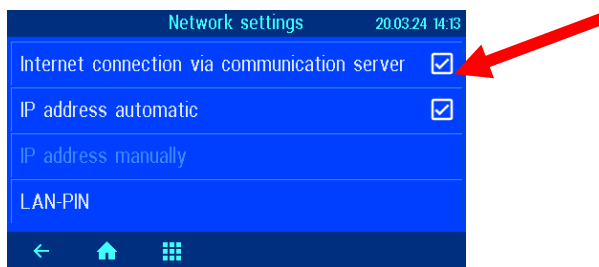 Network settings 20.03.24 14:13
Internet connection via communication server
IP address automatic
IP address manually
LAN-PIN